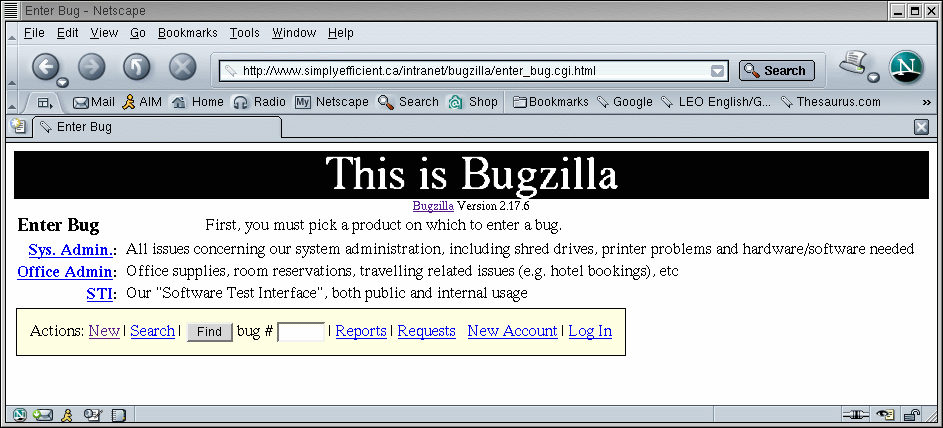 Enter Bug - Netscape
File Edit View Go Bookmarks Tools Window Help
http://www.simplyefficient.ca/intranet/bugzilla/enter_bug.cgi.html Search N
Mail AIM Home Radio My Netscape Search Shop Bookmarks Google LEO English/G... Thesaurus.com »
Enter Bug
This is Bugzilla
Bugzilla Version 2.17.6
Enter Bug First, you must pick a product on which to enter a bug.
Sys. Admin.: All issues concerning our system administration, including shred drives, printer problems and hardware/software needed
Office Admin: Office supplies, room reservations, travelling related issues (e.g. hotel bookings), etc
STI: Our "Software Test Interface", both public and internal usage
Actions: New | Search | Find bug # | Reports | Requests New Account | Log In